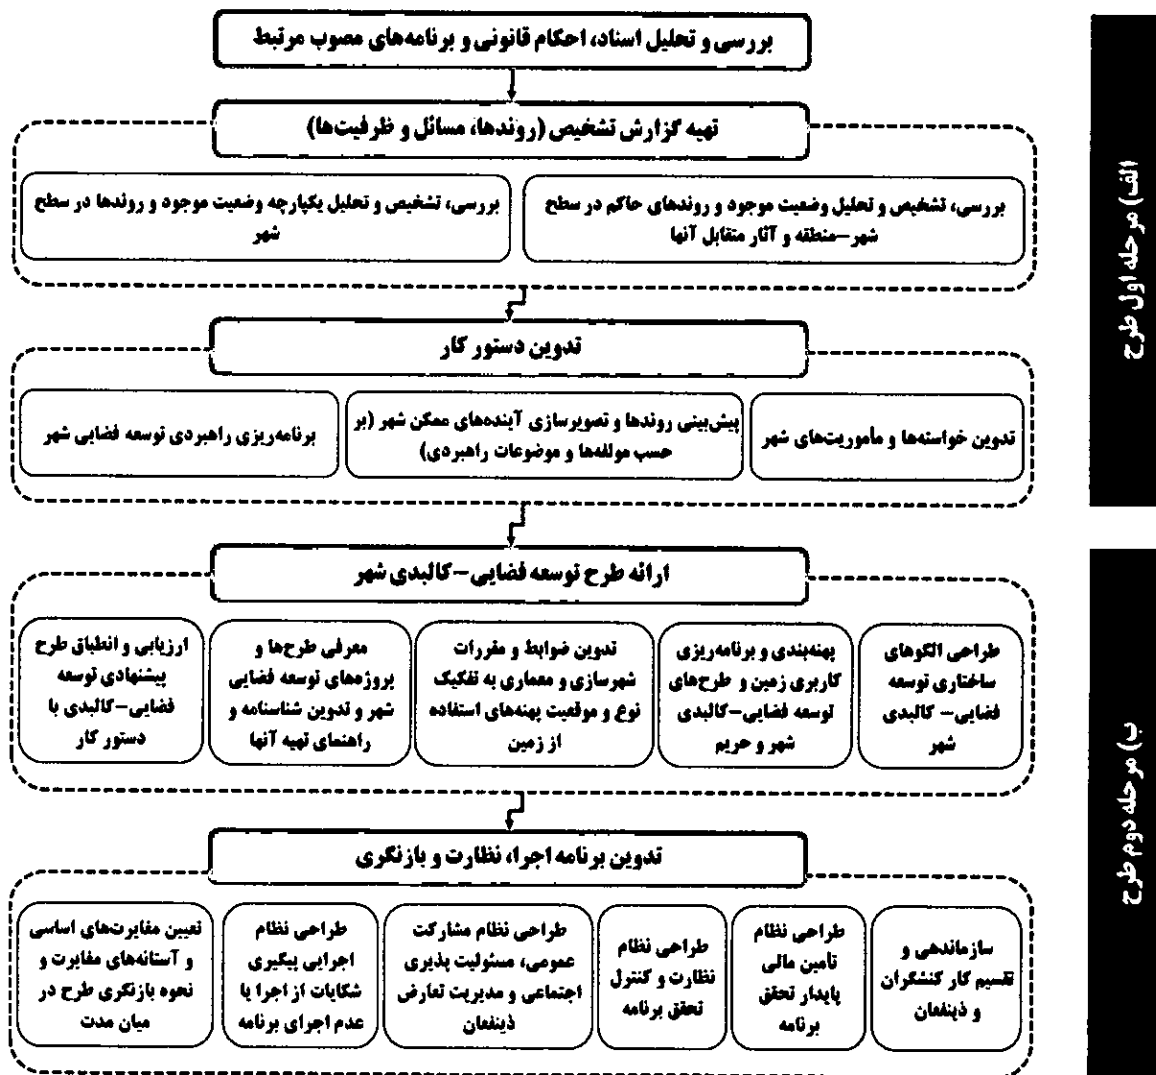 بررسی و تحلیل اسناد، احکام قانونی و برنامه‌های مصوب مرتبط
تهیه گزارش تشخیص (روندها، مسائل و ظرفیت‌ها)
بررسی، تشخیص و تحلیل وضعیت موجود و روندهای حاکم در سطح
شهر-منطقه و آثار متقابل آنها
بررسی، تشخیص و تحلیل یکپارچه وضعیت موجود و روندها در سطح
شهر
الف) مرحله اول طرح
تدوین دستور کار
تدوین خواسته‌ها و مأموریت‌های شهر
پیش‌بینی روندها و تصویرسازی آینده‌های ممکن شهر (بر
حسب مولفه‌ها و موضوعات راهبردی)
برنامه‌ریزی راهبردی توسعه فضایی شهر
ارائه طرح توسعه فضایی-کالبدی شهر
طراحی الگوهای
ساختاری توسعه
فضایی- کالبدی
شهر
پهنه‌بندی و برنامه‌ریزی
کاربری زمین و طرح‌های
توسعه فضایی-کالبدی
شهر و حریم
تدوین ضوابط و مقررات
شهرسازی و معماری به تفکیک
نوع و موقعیت پهنه‌های استفاده
از زمین
معرفی طرح‌ها و
پروژه‌های توسعه فضایی
شهر و تدوین شناسنامه و
راهنمای تهیه آنها
ارزیابی و انطباق طرح
پیشنهادی توسعه
فضایی-کالبدی با
دستور کار
ب) مرحله دوم طرح
تدوین برنامه اجرا، نظارت و بازنگری
سازماندهی و
تقسیم کار کنشگران
و ذینفعان
طراحی نظام
تأمین مالی
پایدار تحقق
برنامه
طراحی نظام
نظارت و کنترل
تحقق برنامه
طراحی نظام مشارکت
عمومی، مسئولیت پذیری
اجتماعی و مدیریت تعارض
ذینفعان
طراحی نظام
اجرایی پیگیری
شکایات از اجرا یا
عدم اجرای برنامه
تعیین مغایرت‌های اساسی
و آستانه‌های مغایرت و
نحوه بازنگری طرح در
میان مدت